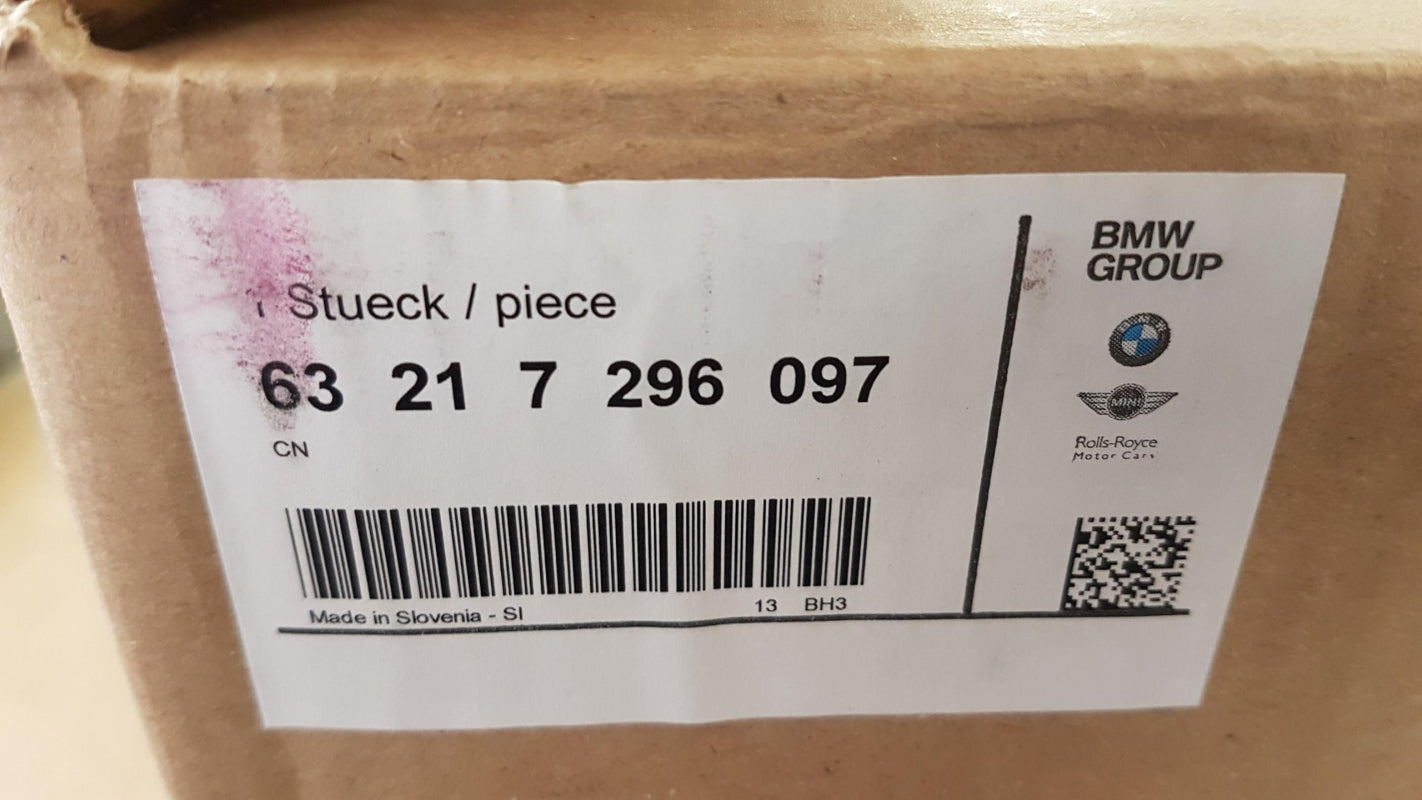 1 Stueck / piece
63 21 7 296 097
CN
Made in Slovenia - SI 13 BH3
BMW
GROUP
BMW
MINI
Rolls-Royce
Motor Cars